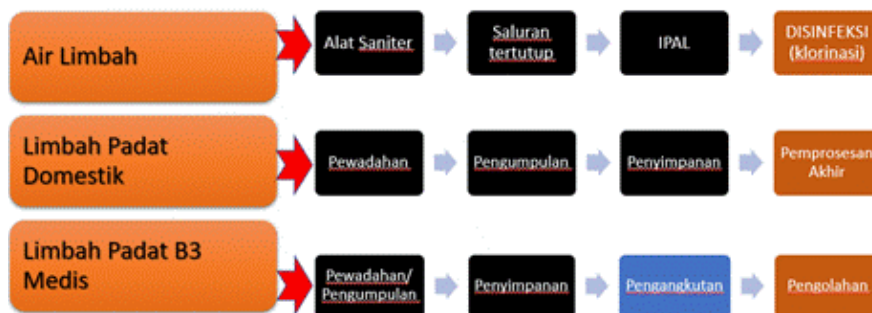 Air Limbah
Alat Saniter
Saluran
tertutup
IPAL
DISINFEKSI
(klorinasi)
Limbah Padat
Domestik
Pewadahan
Pengumpulan
Penyimpanan
Pemprosesan
Akhir
Limbah Padat B3
Medis
Pewadahan/
Pengumpulan
Penyimpanan
Pengangkutan
Pengolahan